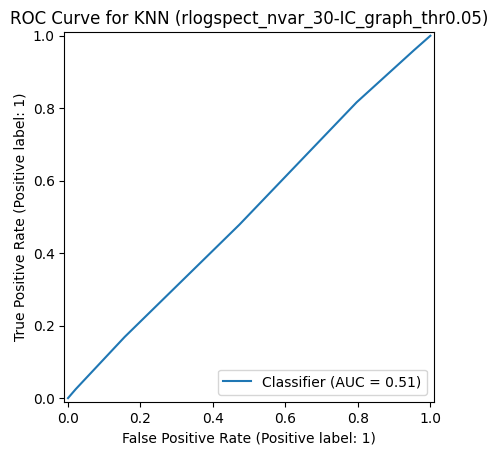 ROC Curve for KNN (rlogspect_nvar_30-IC_graph_thr0.05)
1.0
0.8
0.6
0.4
0.2
0.0
True Positive Rate (Positive label: 1)
Classifier (AUC = 0.51)
0.0 0.2 0.4 0.6 0.8 1.0
False Positive Rate (Positive label: 1)